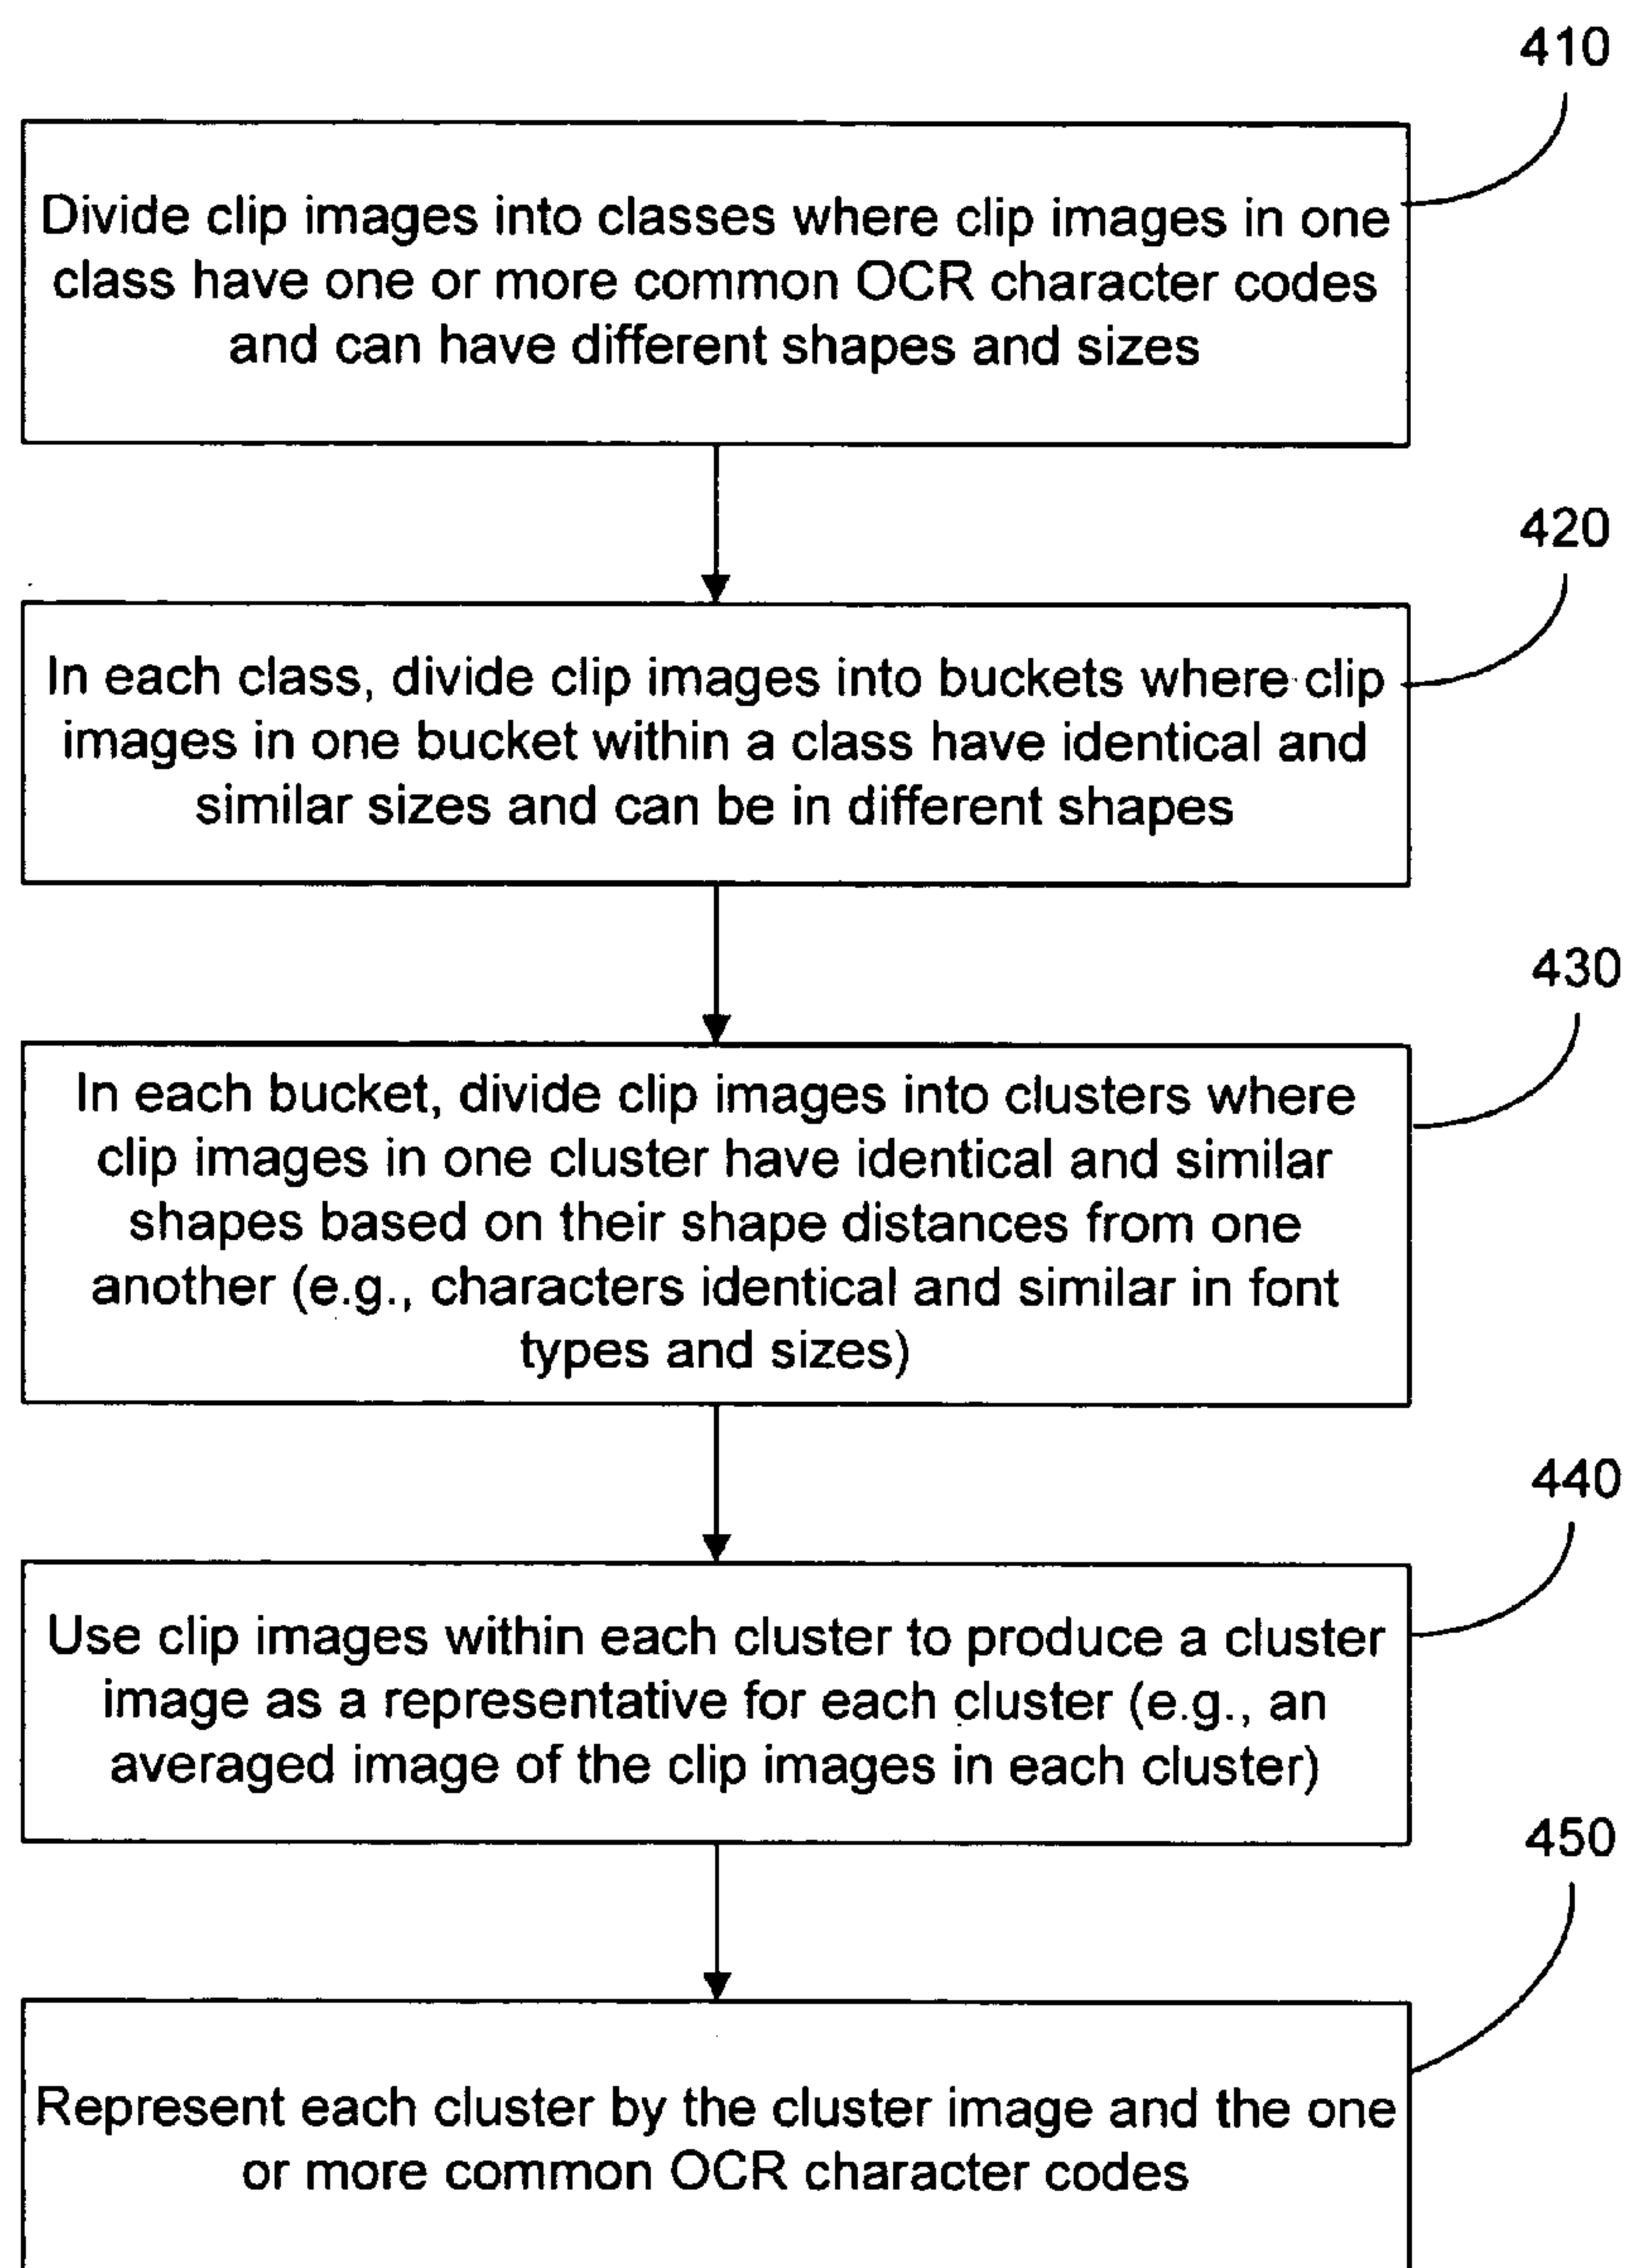 410
Divide clip images into classes where clip images in one
class have one or more common OCR character codes
and can have different shapes and sizes
420
In each class, divide clip images into buckets where clip
images in one bucket within a class have identical and
similar sizes and can be in different shapes
430
In each bucket, divide clip images into clusters where
clip images in one cluster have identical and similar
shapes based on their shape distances from one
another (e.g., characters identical and similar in font
types and sizes)
440
Use clip images within each cluster to produce a cluster
image as a representative for each cluster (e.g., an
averaged image of the clip images in each cluster)
450
Represent each cluster by the cluster image and the one
or more common OCR character codes